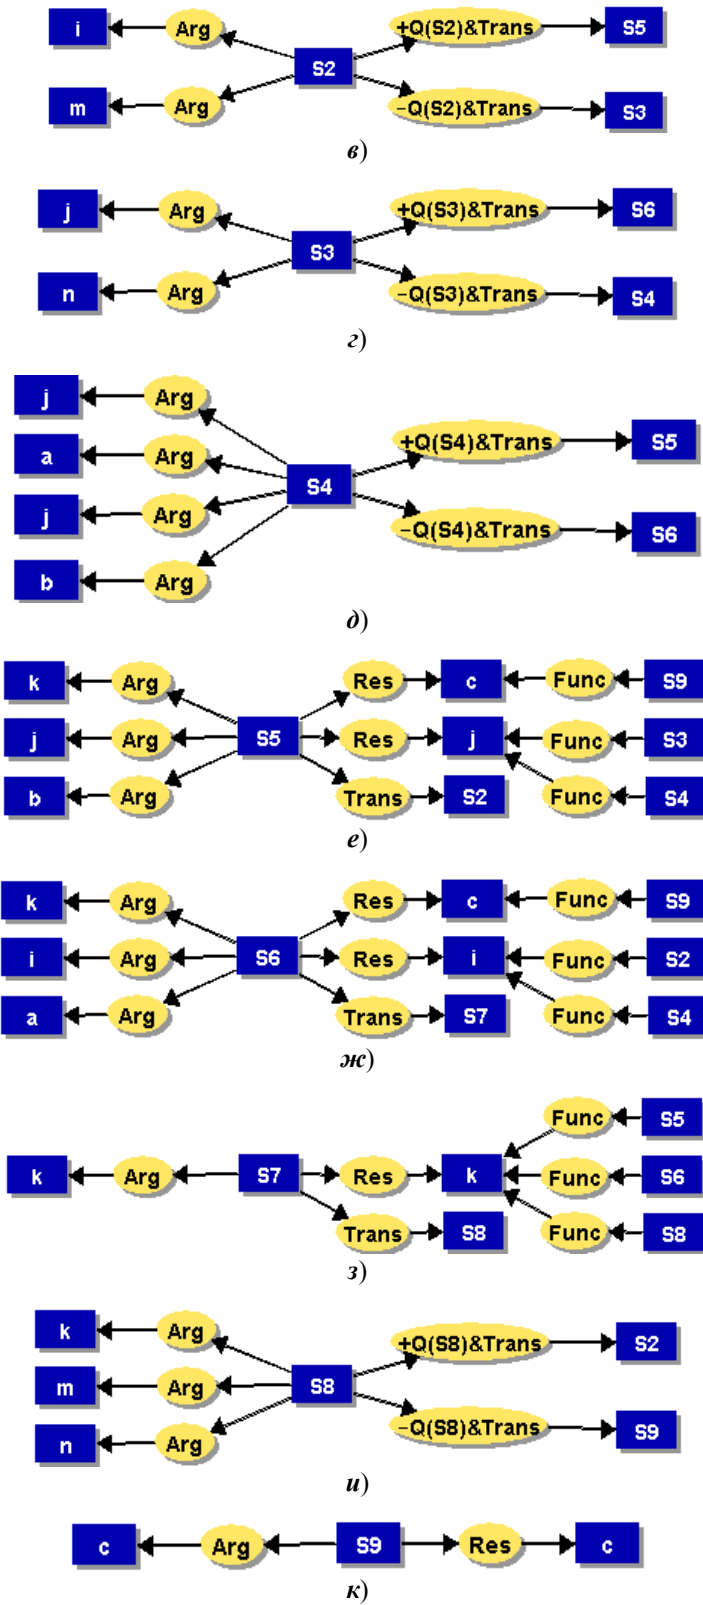 i Arg S2 +Q(S2)&Trans S5
m Arg –Q(S2)&Trans S3
в)
j Arg S3 +Q(S3)&Trans S6
n Arg –Q(S3)&Trans S4
г)
j Arg
a Arg S4 +Q(S4)&Trans S5
j Arg –Q(S4)&Trans S6
b Arg
д)
k Arg Res c Func S9
j Arg S5 Res j Func S3
b Arg Trans S2 Func S4
е)
k Arg Res c Func S9
i Arg S6 Res i Func S2
a Arg Trans S7 Func S4
ж)
Func S5
k Arg S7 Res k Func S6
Trans S8 Func S8
з)
k Arg +Q(S8)&Trans S2
m Arg S8
n Arg –Q(S8)&Trans S9
и)
c Arg S9 Res c
к)